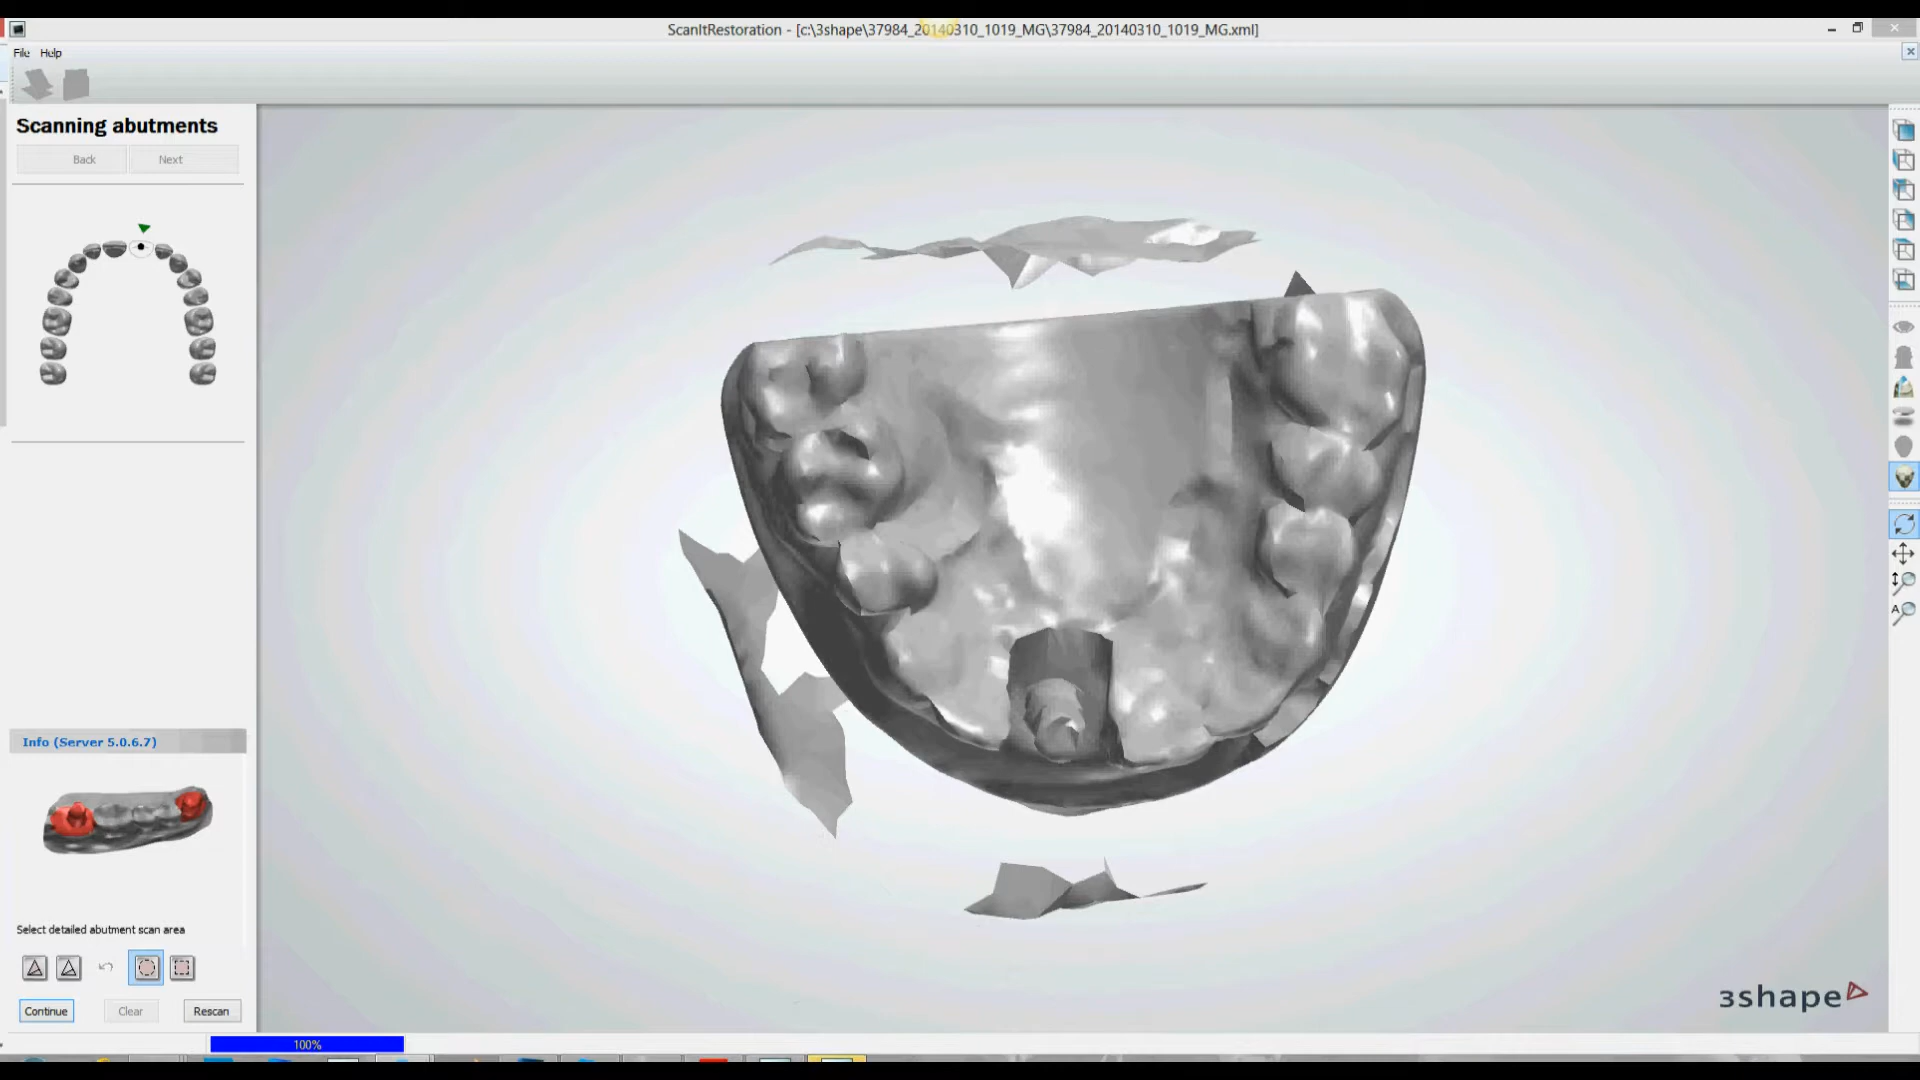 ScanItRestoration - [c:\3shape\37984_20140310_1019_MG\37984_20140310_1019_MG.xml]
File Help
Scanning abutments
Back Next
Info (Server 5.0.6.7)
Select detailed abutment scan area
Continue Clear Rescan
3shape
100%